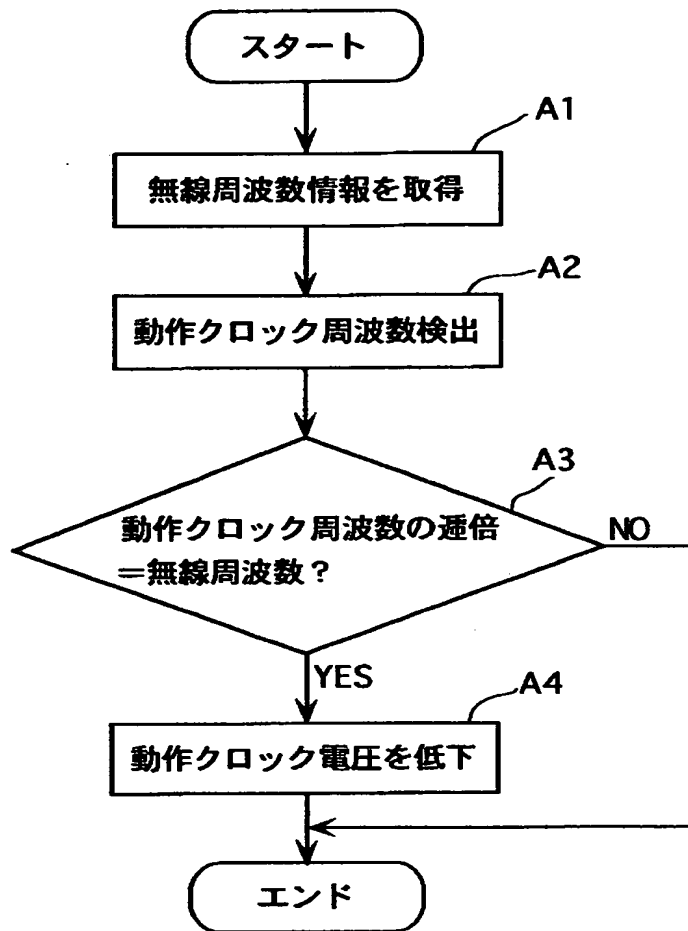 スタート
A1
無線周波数情報を取得
A2
動作クロック周波数検出
A3
動作クロック周波数の逓倍
=無線周波数?
NO
YES
A4
動作クロック電圧を低下
エンド